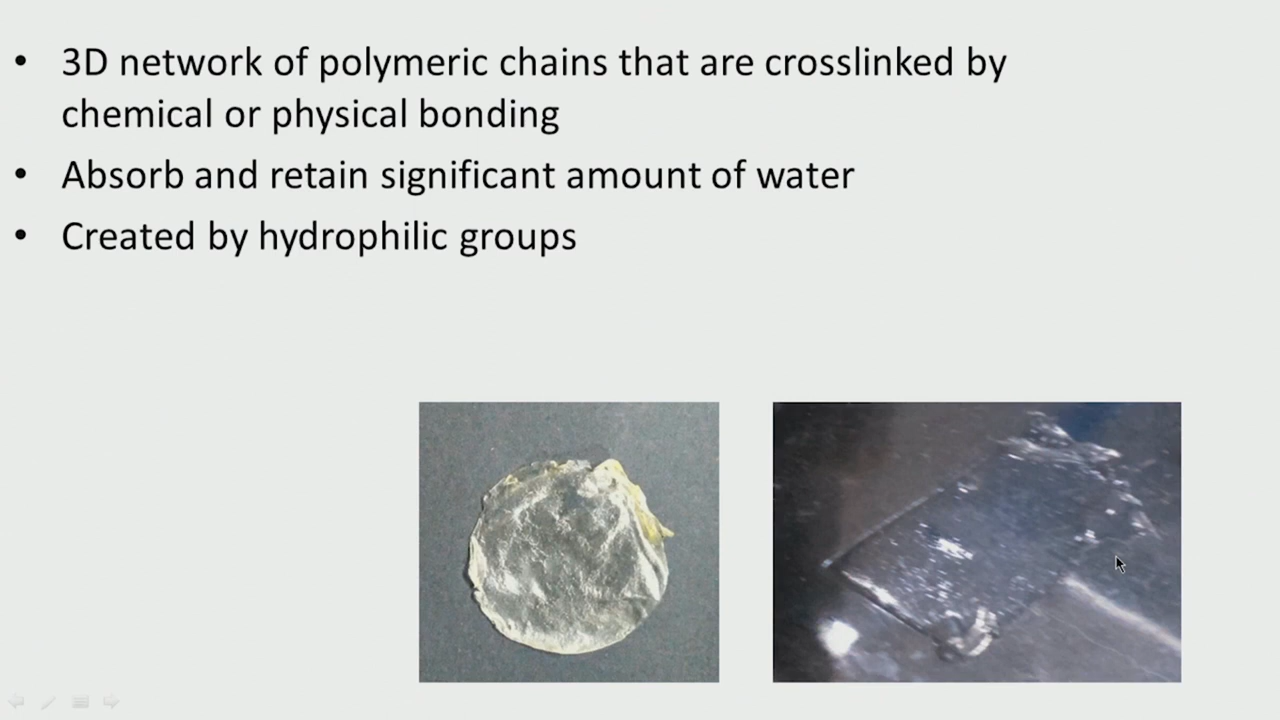 • 3D network of polymeric chains that are crosslinked by
chemical or physical bonding
• Absorb and retain significant amount of water
• Created by hydrophilic groups